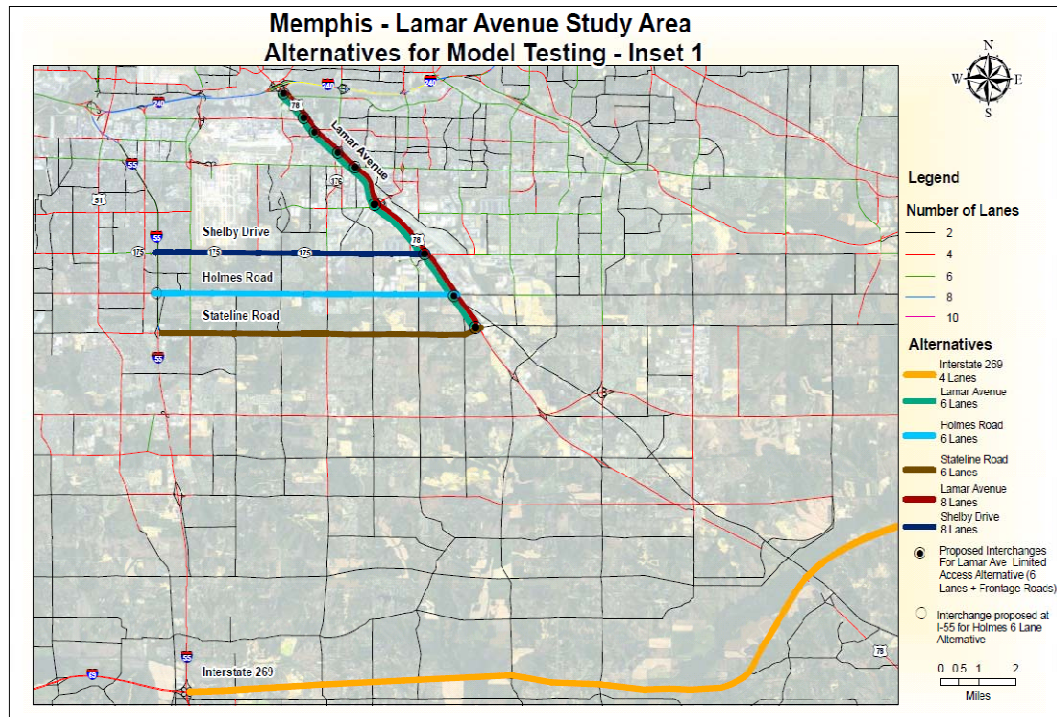 Memphis - Lamar Avenue Study Area
Alternatives for Model Testing - Inset 1
N
W E
S
240
240
240
240
78
Lamar Avenue
55
176
51
78
55
Shelby Drive
175
175
175
Holmes Road
Stateline Road
55
Legend
Number of Lanes
2
4
6
8
10
Alternatives
Interstate 269
4 Lanes
Lamar Avenue
6 Lanes
Holmes Road
6 Lanes
Stateline Road
6 Lanes
Lamar Avenue
8 Lanes
Shelby Drive
8 Lanes
Proposed Interchanges
For Lamar Ave Limited
Access Alternative (6
Lanes + Frontage Roads)
Interchange proposed at
I-55 for Holmes 6 Lane
Alternative
78
55
Interstate 269
69
0 0.5 1 2
Miles